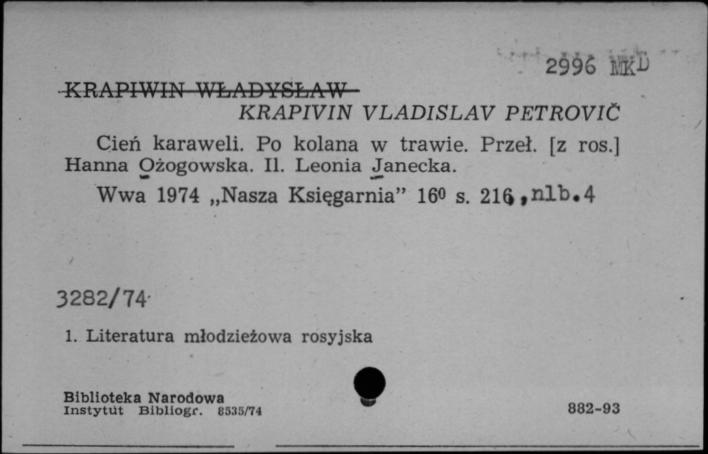 2996 MKD
KRAPIWIN WŁADYSŁAW
KRAPIVIN VLADISLAV PETROVIČ
Cień karaweli. Po kolana w trawie. Przeł. [z ros.]
Hanna Ożogowska. Il. Leonia Janecka.
Wwa 1974 „Nasza Księgarnia” 16⁰ s. 216, nlb.4
3282/74
1. Literatura młodzieżowa rosyjska
Biblioteka Narodowa
Instytut Bibliogr. 8535/74
882-93